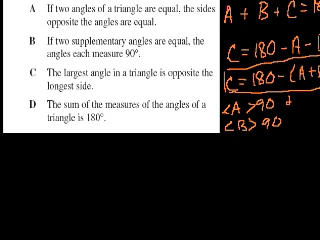 A If two angles of a triangle are equal, the sides
opposite the angles are equal.
B If two supplementary angles are equal, the
angles each measure 90°.
C The largest angle in a triangle is opposite the
longest side.
D The sum of the measures of the angles of a
triangle is 180°.
A + B + C = 18
C = 180 - A -
C = 180 - (A + B
<A > 90
<B > 90